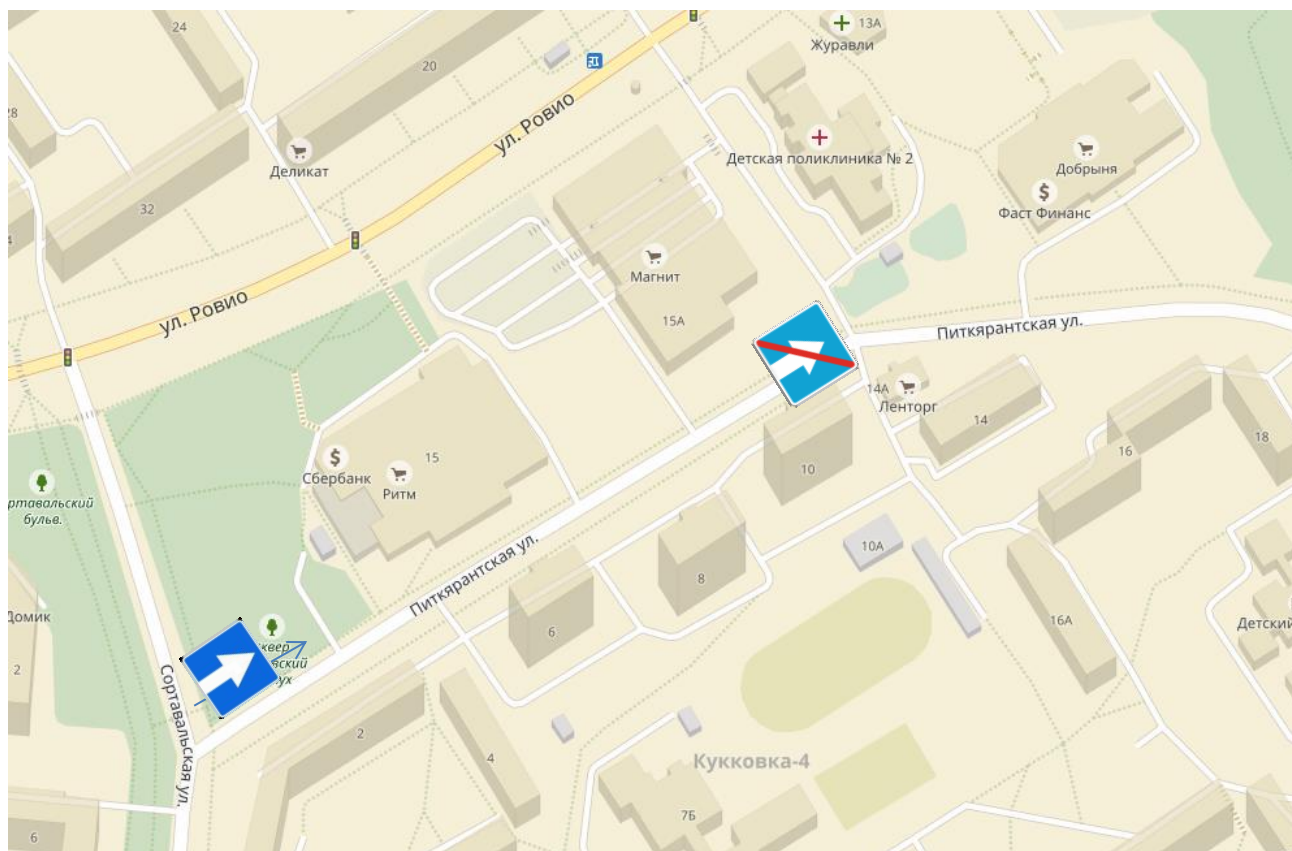 24
13А
Журавли
20
28
ул. Ровио
Деликат
Детская поликлиника № 2
Добрыня
$
Фаст Финанс
32
4
Магнит
ул. Ровио
15А
Питкярантская ул.
14А
Ленторг
14
18
15
$
Сбербанк
Ритм
16
10
бульв.
Питкярантская ул.
10А
8
Домик
6
16А
Детский
2
Сортавальская ул.
2
4
Кукковка-4
7Б
6